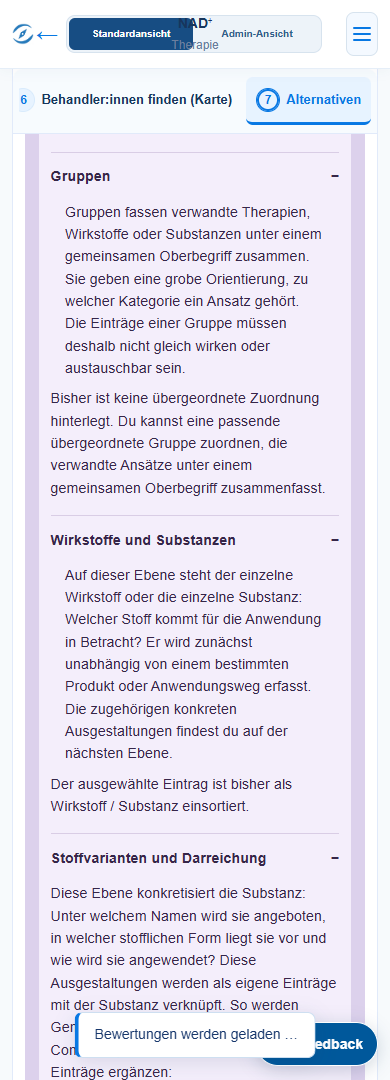 NAD+
Standardansicht
Admin-Ansicht
Therapie
6 Behandler:innen finden (Karte)
7 Alternativen
Gruppen −
Gruppen fassen verwandte Therapien,
Wirkstoffe oder Substanzen unter einem
gemeinsamen Oberbegriff zusammen.
Sie geben eine grobe Orientierung, zu
welcher Kategorie ein Ansatz gehört.
Die Einträge einer Gruppe müssen
deshalb nicht gleich wirken oder
austauschbar sein.
Bisher ist keine übergeordnete Zuordnung
hinterlegt. Du kannst eine passende
übergeordnete Gruppe zuordnen, die
verwandte Ansätze unter einem
gemeinsamen Oberbegriff zusammenfasst.
Wirkstoffe und Substanzen −
Auf dieser Ebene steht der einzelne
Wirkstoff oder die einzelne Substanz:
Welcher Stoff kommt für die Anwendung
in Betracht? Er wird zunächst
unabhängig von einem bestimmten
Produkt oder Anwendungsweg erfasst.
Die zugehörigen konkreten
Ausgestaltungen findest du auf der
nächsten Ebene.
Der ausgewählte Eintrag ist bisher als
Wirkstoff / Substanz einsortiert.
Stoffvarianten und Darreichung −
Diese Ebene konkretisiert die Substanz:
Unter welchem Namen wird sie angeboten,
in welcher stofflichen Form liegt sie vor und
wie wird sie angewendet? Diese
Ausgestaltungen werden als eigene Einträge
mit der Substanz verknüpft. So werden
Bewertungen werden geladen …
Einträge ergänzen: